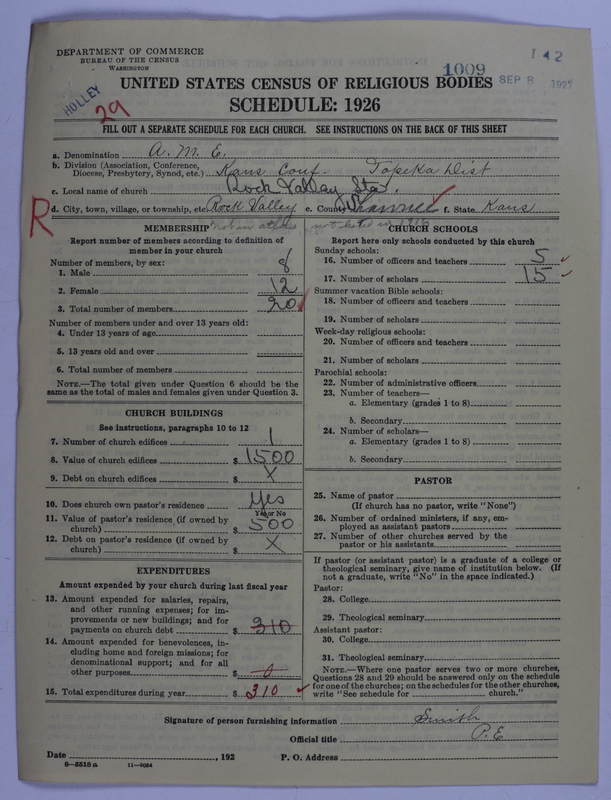 DEPARTMENT OF COMMERCE
BUREAU OF THE CENSUS
WASHINGTON
1009
142
SEP 8 192
HOLLEY
29
UNITED STATES CENSUS OF RELIGIOUS BODIES
SCHEDULE: 1926
FILL OUT A SEPARATE SCHEDULE FOR EACH CHURCH. SEE INSTRUCTIONS ON THE BACK OF THIS SHEET
a. Denomination A. M. E.
b. Division (Association, Conference, Diocese, Presbytery, Synod, etc.) Kans Conf- Topeka Dist
c. Local name of church Rock Valley Sta.
R
d. City, town, village, or township, etc. Rock Valley e. County f. State Kans
not in 1916
MEMBERSHIP
Report number of members according to definition of member in your church
Number of members, by sex:
1. Male 8
2. Female 12
3. Total number of members 20
Number of members under and over 13 years old:
4. Under 13 years of age
5. 13 years old and over
6. Total number of members
NOTE.—The total given under Question 6 should be the same as the total of males and females given under Question 3.
CHURCH BUILDINGS
See instructions, paragraphs 10 to 12
7. Number of church edifices 1
8. Value of church edifices $ 1500
9. Debt on church edifices $ X
10. Does church own pastor's residence Yes
Yes or No
11. Value of pastor's residence (if owned by church) $ 500
12. Debt on pastor's residence (if owned by church) $ X
EXPENDITURES
Amount expended by your church during last fiscal year
13. Amount expended for salaries, repairs, and other running expenses; for improvements or new buildings; and for payments on church debt $ 310
14. Amount expended for benevolences, including home and foreign missions; for denominational support; and for all other purposes $ 0
15. Total expenditures during year $ 310
CHURCH SCHOOLS
Report here only schools conducted by this church
Sunday schools:
16. Number of officers and teachers 5
17. Number of scholars 15
Summer vacation Bible schools:
18. Number of officers and teachers
19. Number of scholars
Week-day religious schools:
20. Number of officers and teachers
21. Number of scholars
Parochial schools:
22. Number of administrative officers
23. Number of teachers—
a. Elementary (grades 1 to 8)
b. Secondary
24. Number of scholars—
a. Elementary (grades 1 to 8)
b. Secondary
PASTOR
25. Name of pastor
(If church has no pastor, write "None")
26. Number of ordained ministers, if any, employed as assistant pastors
27. Number of other churches served by the pastor or his assistants
If pastor (or assistant pastor) is a graduate of a college or theological seminary, give name of institution below. (If not a graduate, write "No" in the space indicated.)
Pastor:
28. College
29. Theological seminary
Assistant pastor:
30. College
31. Theological seminary
NOTE.—Where one pastor serves two or more churches, Questions 28 and 29 should be answered only on the schedule for one of the churches; on the schedules for the other churches, write "See schedule for church."
Signature of person furnishing information Smith
Official title P.E.
Date , 192 P. O. Address
8—5518a 11—9034